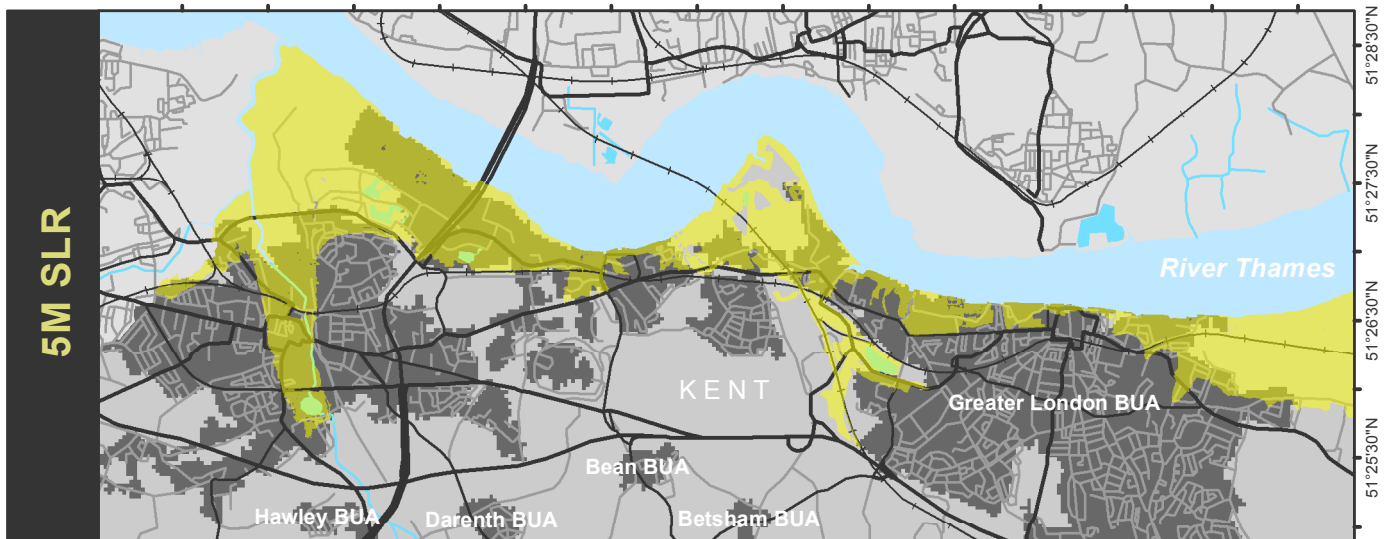 5M SLR
51°28'30"N
51°27'30"N
River Thames
51°26'30"N
KENT
Greater London BUA
Bean BUA
51°25'30"N
Hawley BUA
Darenth BUA
Betsham BUA